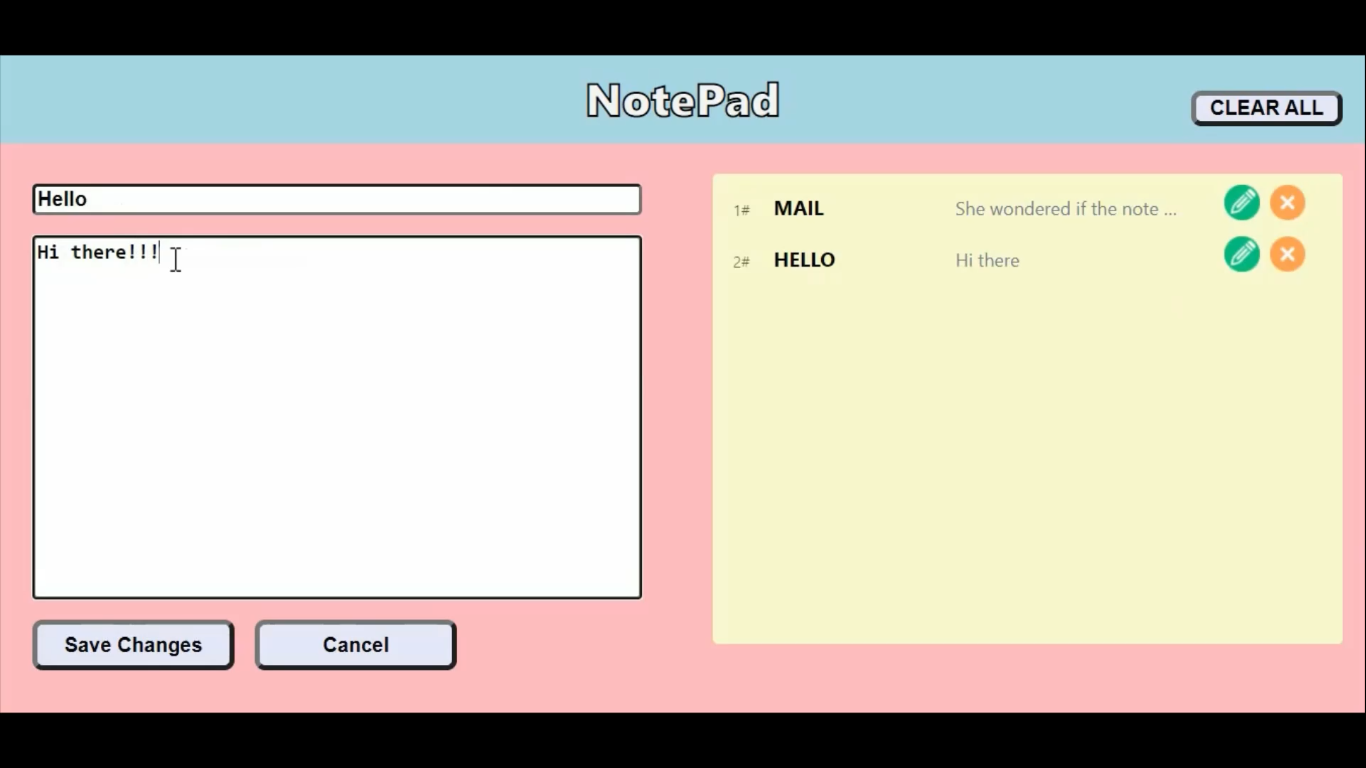 NotePad
CLEAR ALL
Hello
Hi there!!!
Save Changes
Cancel
1# MAIL She wondered if the note ...
2# HELLO Hi there